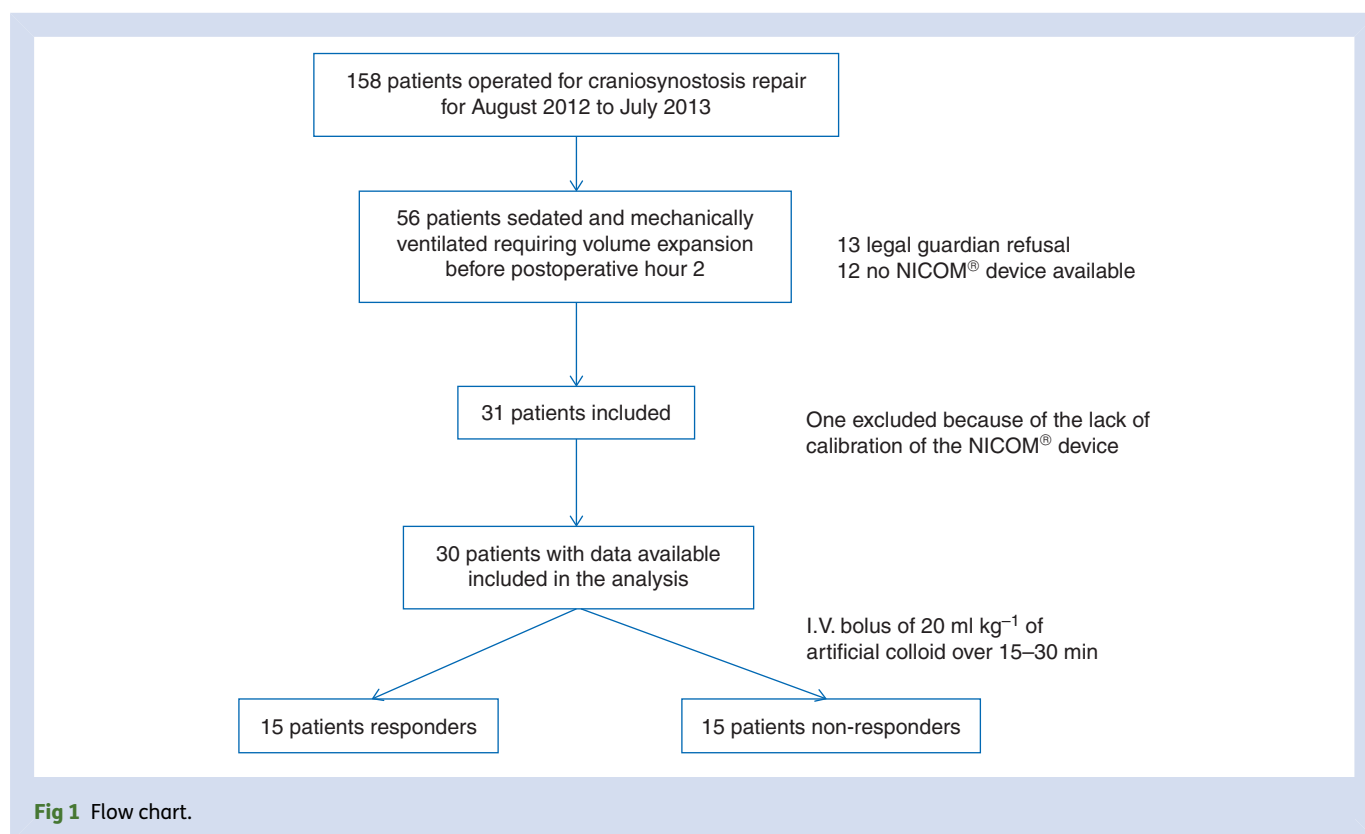 158 patients operated for craniosynostosis repair
for August 2012 to July 2013
56 patients sedated and mechanically
ventilated requiring volume expansion
before postoperative hour 2
13 legal guardian refusal
12 no NICOM® device available
31 patients included
One excluded because of the lack of
calibration of the NICOM® device
30 patients with data available
included in the analysis
I.V. bolus of 20 ml kg⁻¹ of
artificial colloid over 15–30 min
15 patients responders
15 patients non-responders
Fig 1 Flow chart.